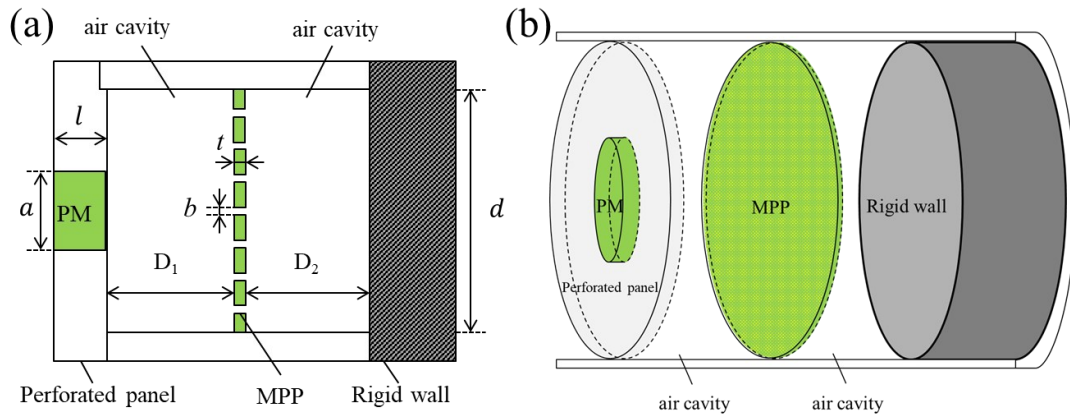 (a)
air cavity
air cavity
l
t
a
PM
b
d
D₁
D₂
Perforated panel
MPP
Rigid wall
(b)
PM
MPP
Rigid wall
Perforated panel
air cavity
air cavity